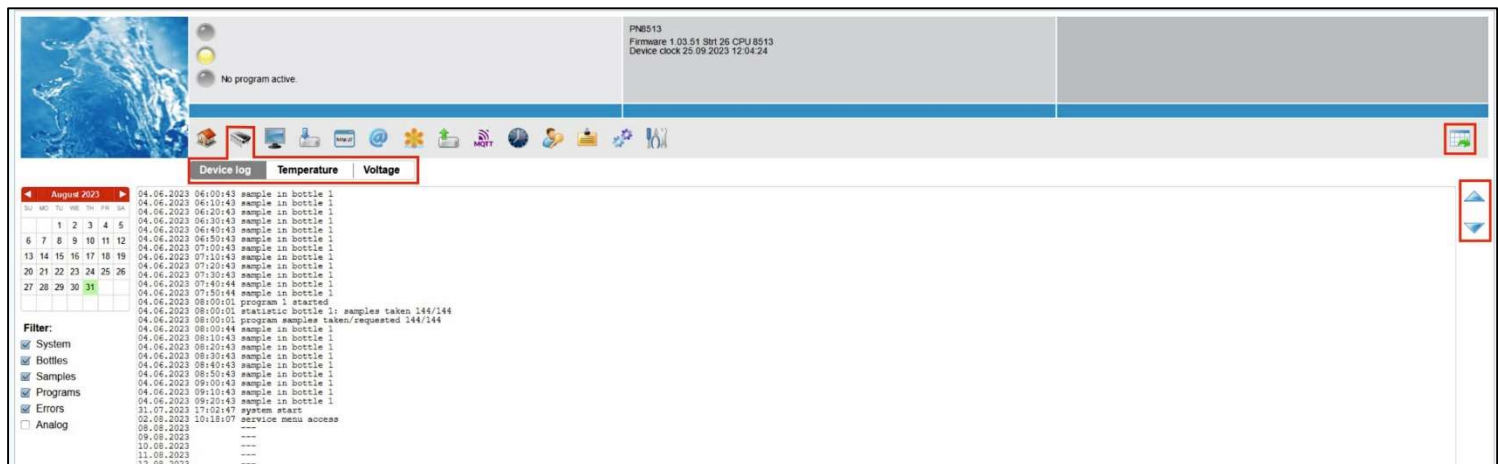 PN8513
Firmware 1.03.51 Strt 26 CPU 8513
Device clock 25.09.2023 12:04:24
No program active.
http://
@
MQTT
Device log Temperature Voltage
August 2023
SU MO TU WE TH FR SA
1 2 3 4 5
6 7 8 9 10 11 12
13 14 15 16 17 18 19
20 21 22 23 24 25 26
27 28 29 30 31
Filter:
System
Bottles
Samples
Programs
Errors
Analog
04.06.2023 06:00:43 sample in bottle 1
04.06.2023 06:10:43 sample in bottle 1
04.06.2023 06:20:43 sample in bottle 1
04.06.2023 06:30:43 sample in bottle 1
04.06.2023 06:40:43 sample in bottle 1
04.06.2023 06:50:43 sample in bottle 1
04.06.2023 07:00:43 sample in bottle 1
04.06.2023 07:10:43 sample in bottle 1
04.06.2023 07:20:43 sample in bottle 1
04.06.2023 07:30:43 sample in bottle 1
04.06.2023 07:40:44 sample in bottle 1
04.06.2023 07:50:44 sample in bottle 1
04.06.2023 08:00:01 program 1 started
04.06.2023 08:00:01 statistic bottle 1: samples taken 144/144
04.06.2023 08:00:01 program samples taken/requested 144/144
04.06.2023 08:00:44 sample in bottle 1
04.06.2023 08:10:43 sample in bottle 1
04.06.2023 08:20:43 sample in bottle 1
04.06.2023 08:30:43 sample in bottle 1
04.06.2023 08:40:43 sample in bottle 1
04.06.2023 08:50:43 sample in bottle 1
04.06.2023 09:00:43 sample in bottle 1
04.06.2023 09:10:43 sample in bottle 1
04.06.2023 09:20:43 sample in bottle 1
31.07.2023 17:02:47 system start
02.08.2023 10:18:07 service menu access
08.08.2023 ---
09.08.2023 ---
10.08.2023 ---
11.08.2023 ---
12.08.2023 ---